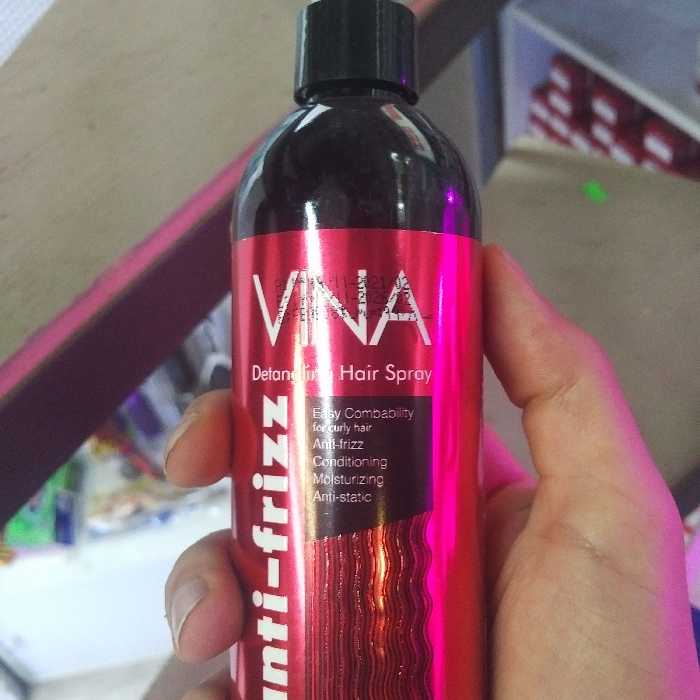 VINA
Detangling Hair Spray
Easy Combability
for curly hair
Anti-frizz
Conditioning
Moisturizing
Anti-static
anti-frizz